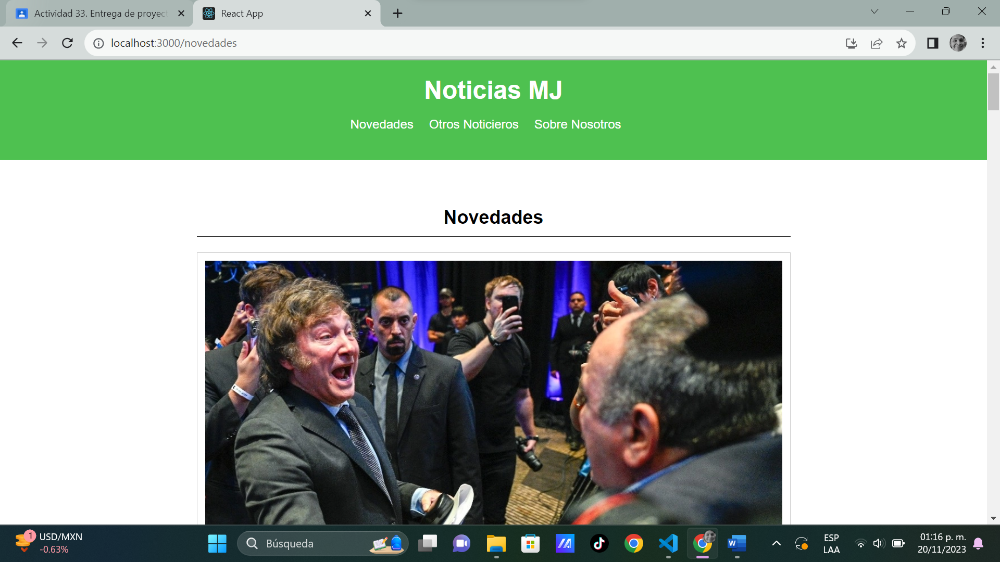 Actividad 33. Entrega de proyect
React App
localhost:3000/novedades
Noticias MJ
Novedades Otros Noticieros Sobre Nosotros
Novedades
1
USD/MXN
-0.63%
Búsqueda
ESP
LAA
01:16 p. m.
20/11/2023